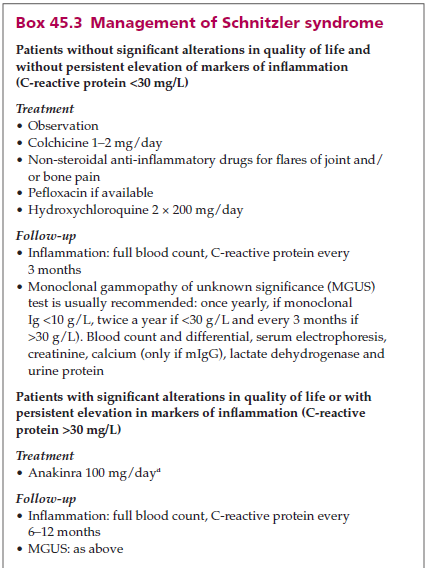 Box 45.3 Management of Schnitzler syndrome
Patients without significant alterations in quality of life and
without persistent elevation of markers of inflammation
(C-reactive protein <30 mg/L)
Treatment
• Observation
• Colchicine 1–2 mg/day
• Non-steroidal anti-inflammatory drugs for flares of joint and/
or bone pain
• Pefloxacin if available
• Hydroxychloroquine 2 × 200 mg/day
Follow-up
• Inflammation: full blood count, C-reactive protein every
3 months
• Monoclonal gammopathy of unknown significance (MGUS)
test is usually recommended: once yearly, if monoclonal
Ig <10 g/L, twice a year if <30 g/L and every 3 months if
>30 g/L). Blood count and differential, serum electrophoresis,
creatinine, calcium (only if mIgG), lactate dehydrogenase and
urine protein
Patients with significant alterations in quality of life or with
persistent elevation in markers of inflammation (C-reactive
protein >30 mg/L)
Treatment
• Anakinra 100 mg/dayᵃ
Follow-up
• Inflammation: full blood count, C-reactive protein every
6–12 months
• MGUS: as above